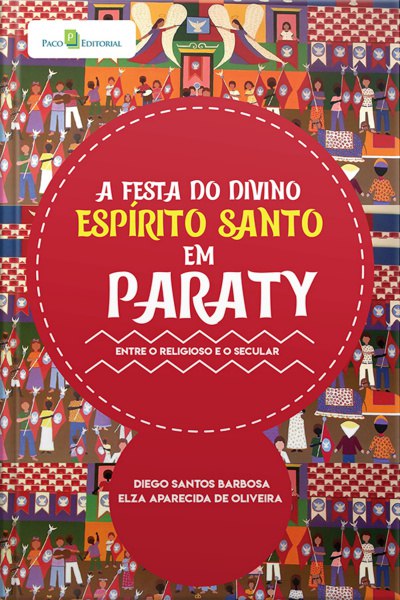 PACO EDITORIAL
A FESTA DO DIVINO
ESPÍRITO SANTO
EM
PARATY
ENTRE O RELIGIOSO E O SECULAR
DIEGO SANTOS BARBOSA
ELZA APARECIDA DE OLIVEIRA